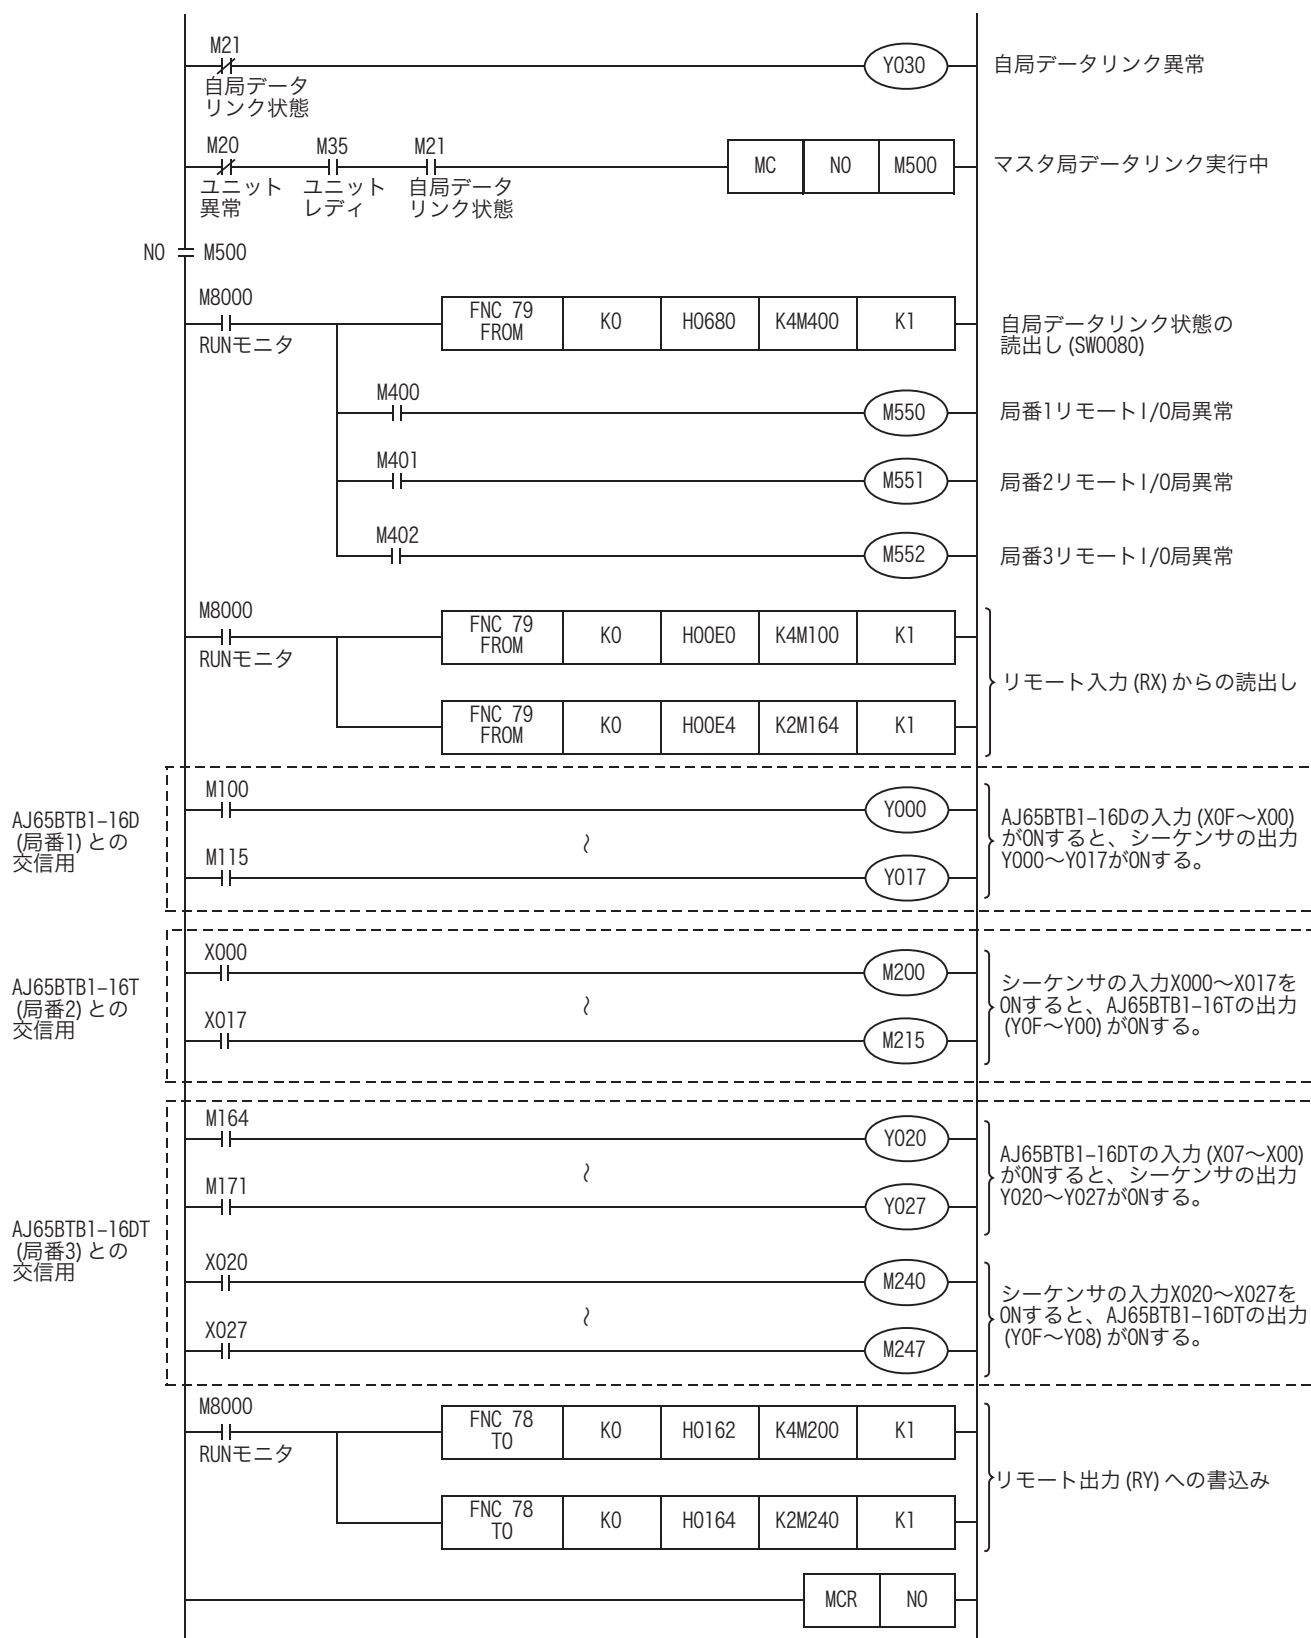 M21
自局データ
リンク状態
Y030
自局データリンク異常
M20
ユニット
異常
M35
ユニット
レディ
M21
自局データ
リンク状態
MC N0 M500
マスタ局データリンク実行中
N0 M500
M8000
RUNモニタ
FNC 79
FROM
K0 H0680 K4M400 K1
自局データリンク状態の
読出し(SW0080)
M400
M550
局番1リモートI/O局異常
M401
M551
局番2リモートI/O局異常
M402
M552
局番3リモートI/O局異常
M8000
RUNモニタ
FNC 79
FROM
K0 H00E0 K4M100 K1
FNC 79
FROM
K0 H00E4 K2M164 K1
リモート入力(RX)からの読出し
AJ65BTB1-16D
(局番1)との
交信用
M100
Y000
~
M115
Y017
AJ65BTB1-16Dの入力(X0F～X00)
がONすると、シーケンサの出力
Y000～Y017がONする。
AJ65BTB1-16T
(局番2)との
交信用
X000
M200
~
X017
M215
シーケンサの入力X000～X017を
ONすると、AJ65BTB1-16Tの出力
(Y0F～Y00)がONする。
AJ65BTB1-16DT
(局番3)との
交信用
M164
Y020
~
M171
Y027
AJ65BTB1-16DTの入力(X07～X00)
がONすると、シーケンサの出力
Y020～Y027がONする。
X020
M240
~
X027
M247
シーケンサの入力X020～X027を
ONすると、AJ65BTB1-16DTの出力
(Y0F～Y08)がONする。
M8000
RUNモニタ
FNC 78
TO
K0 H0162 K4M200 K1
FNC 78
TO
K0 H0164 K2M240 K1
リモート出力(RY)への書込み
MCR N0